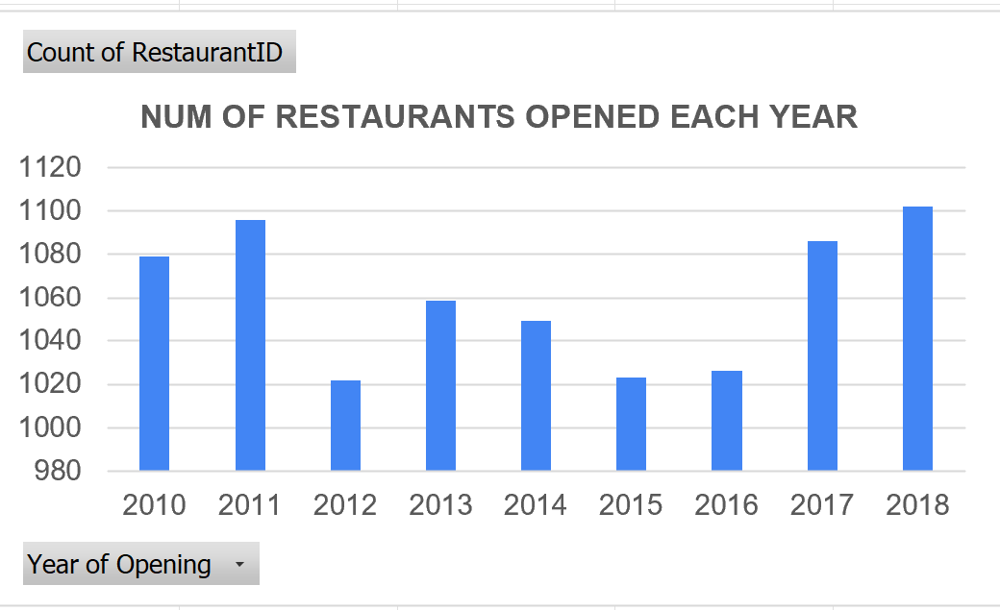 Count of RestaurantID
NUM OF RESTAURANTS OPENED EACH YEAR
1120
1100
1080
1060
1040
1020
1000
980
2010 2011 2012 2013 2014 2015 2016 2017 2018
Year of Opening